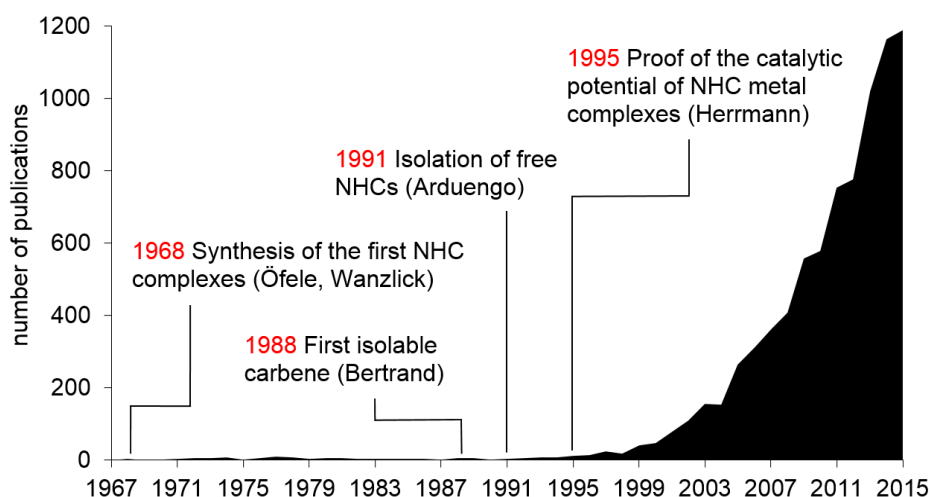 1200
1000
800
600
400
200
0
number of publications
1995 Proof of the catalytic
potential of NHC metal
complexes (Herrmann)
1991 Isolation of free
NHCs (Arduengo)
1968 Synthesis of the first NHC
complexes (Öfele, Wanzlick)
1988 First isolable
carbene (Bertrand)
1967 1971 1975 1979 1983 1987 1991 1995 1999 2003 2007 2011 2015